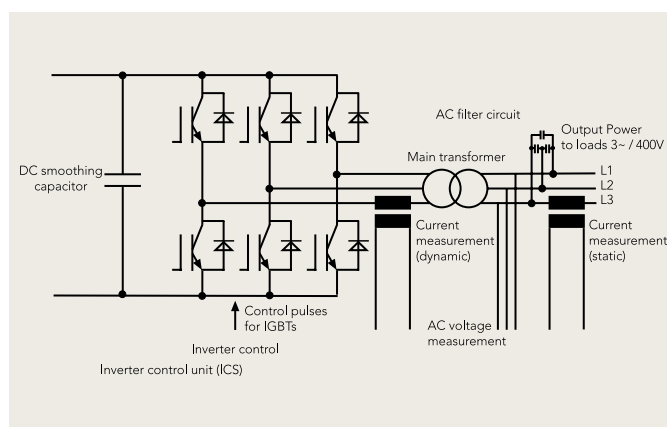 AC filter circuit
Output Power
to loads 3~ / 400V
Main transformer
DC smoothing
capacitor
L1
L2
L3
Current
measurement
(dynamic)
Current
measurement
(static)
Control pulses
for IGBTs
AC voltage
measurement
Inverter control
Inverter control unit (ICS)